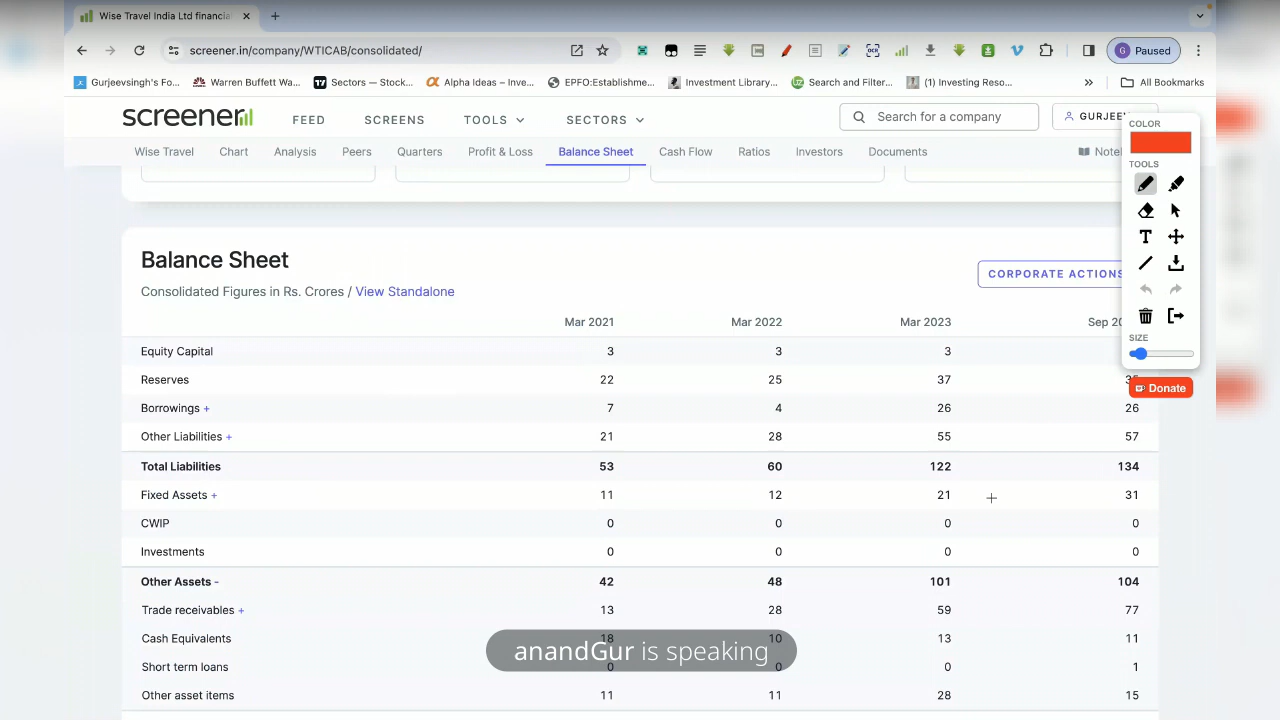 Wise Travel India Ltd financial
screener.in/company/WTICAB/consolidated/
G Paused
Gurjeevsingh's Fo...
Warren Buffett Wa...
Sectors — Stock...
Alpha Ideas – Inve...
EPFO:Establishme...
Investment Library...
Search and Filter...
(1) Investing Reso...
» All Bookmarks
screener
FEED SCREENS TOOLS SECTORS
Search for a company
Wise Travel Chart Analysis Peers Quarters Profit & Loss Balance Sheet Cash Flow Ratios Investors Documents
COLOR
TOOLS
T
SIZE
Donate
Balance Sheet
Consolidated Figures in Rs. Crores / View Standalone
CORPORATE ACTIONS
Mar 2021 Mar 2022 Mar 2023
Equity Capital 3 3 3
Reserves 22 25 37
Borrowings + 7 4 26 26
Other Liabilities + 21 28 55 57
Total Liabilities 53 60 122 134
Fixed Assets + 11 12 21 31
CWIP 0 0 0 0
Investments 0 0 0 0
Other Assets - 42 48 101 104
Trade receivables + 13 28 59 77
Cash Equivalents 18 10 13 11
Short term loans 0 0 0 1
Other asset items 11 11 28 15
anandGur is speaking